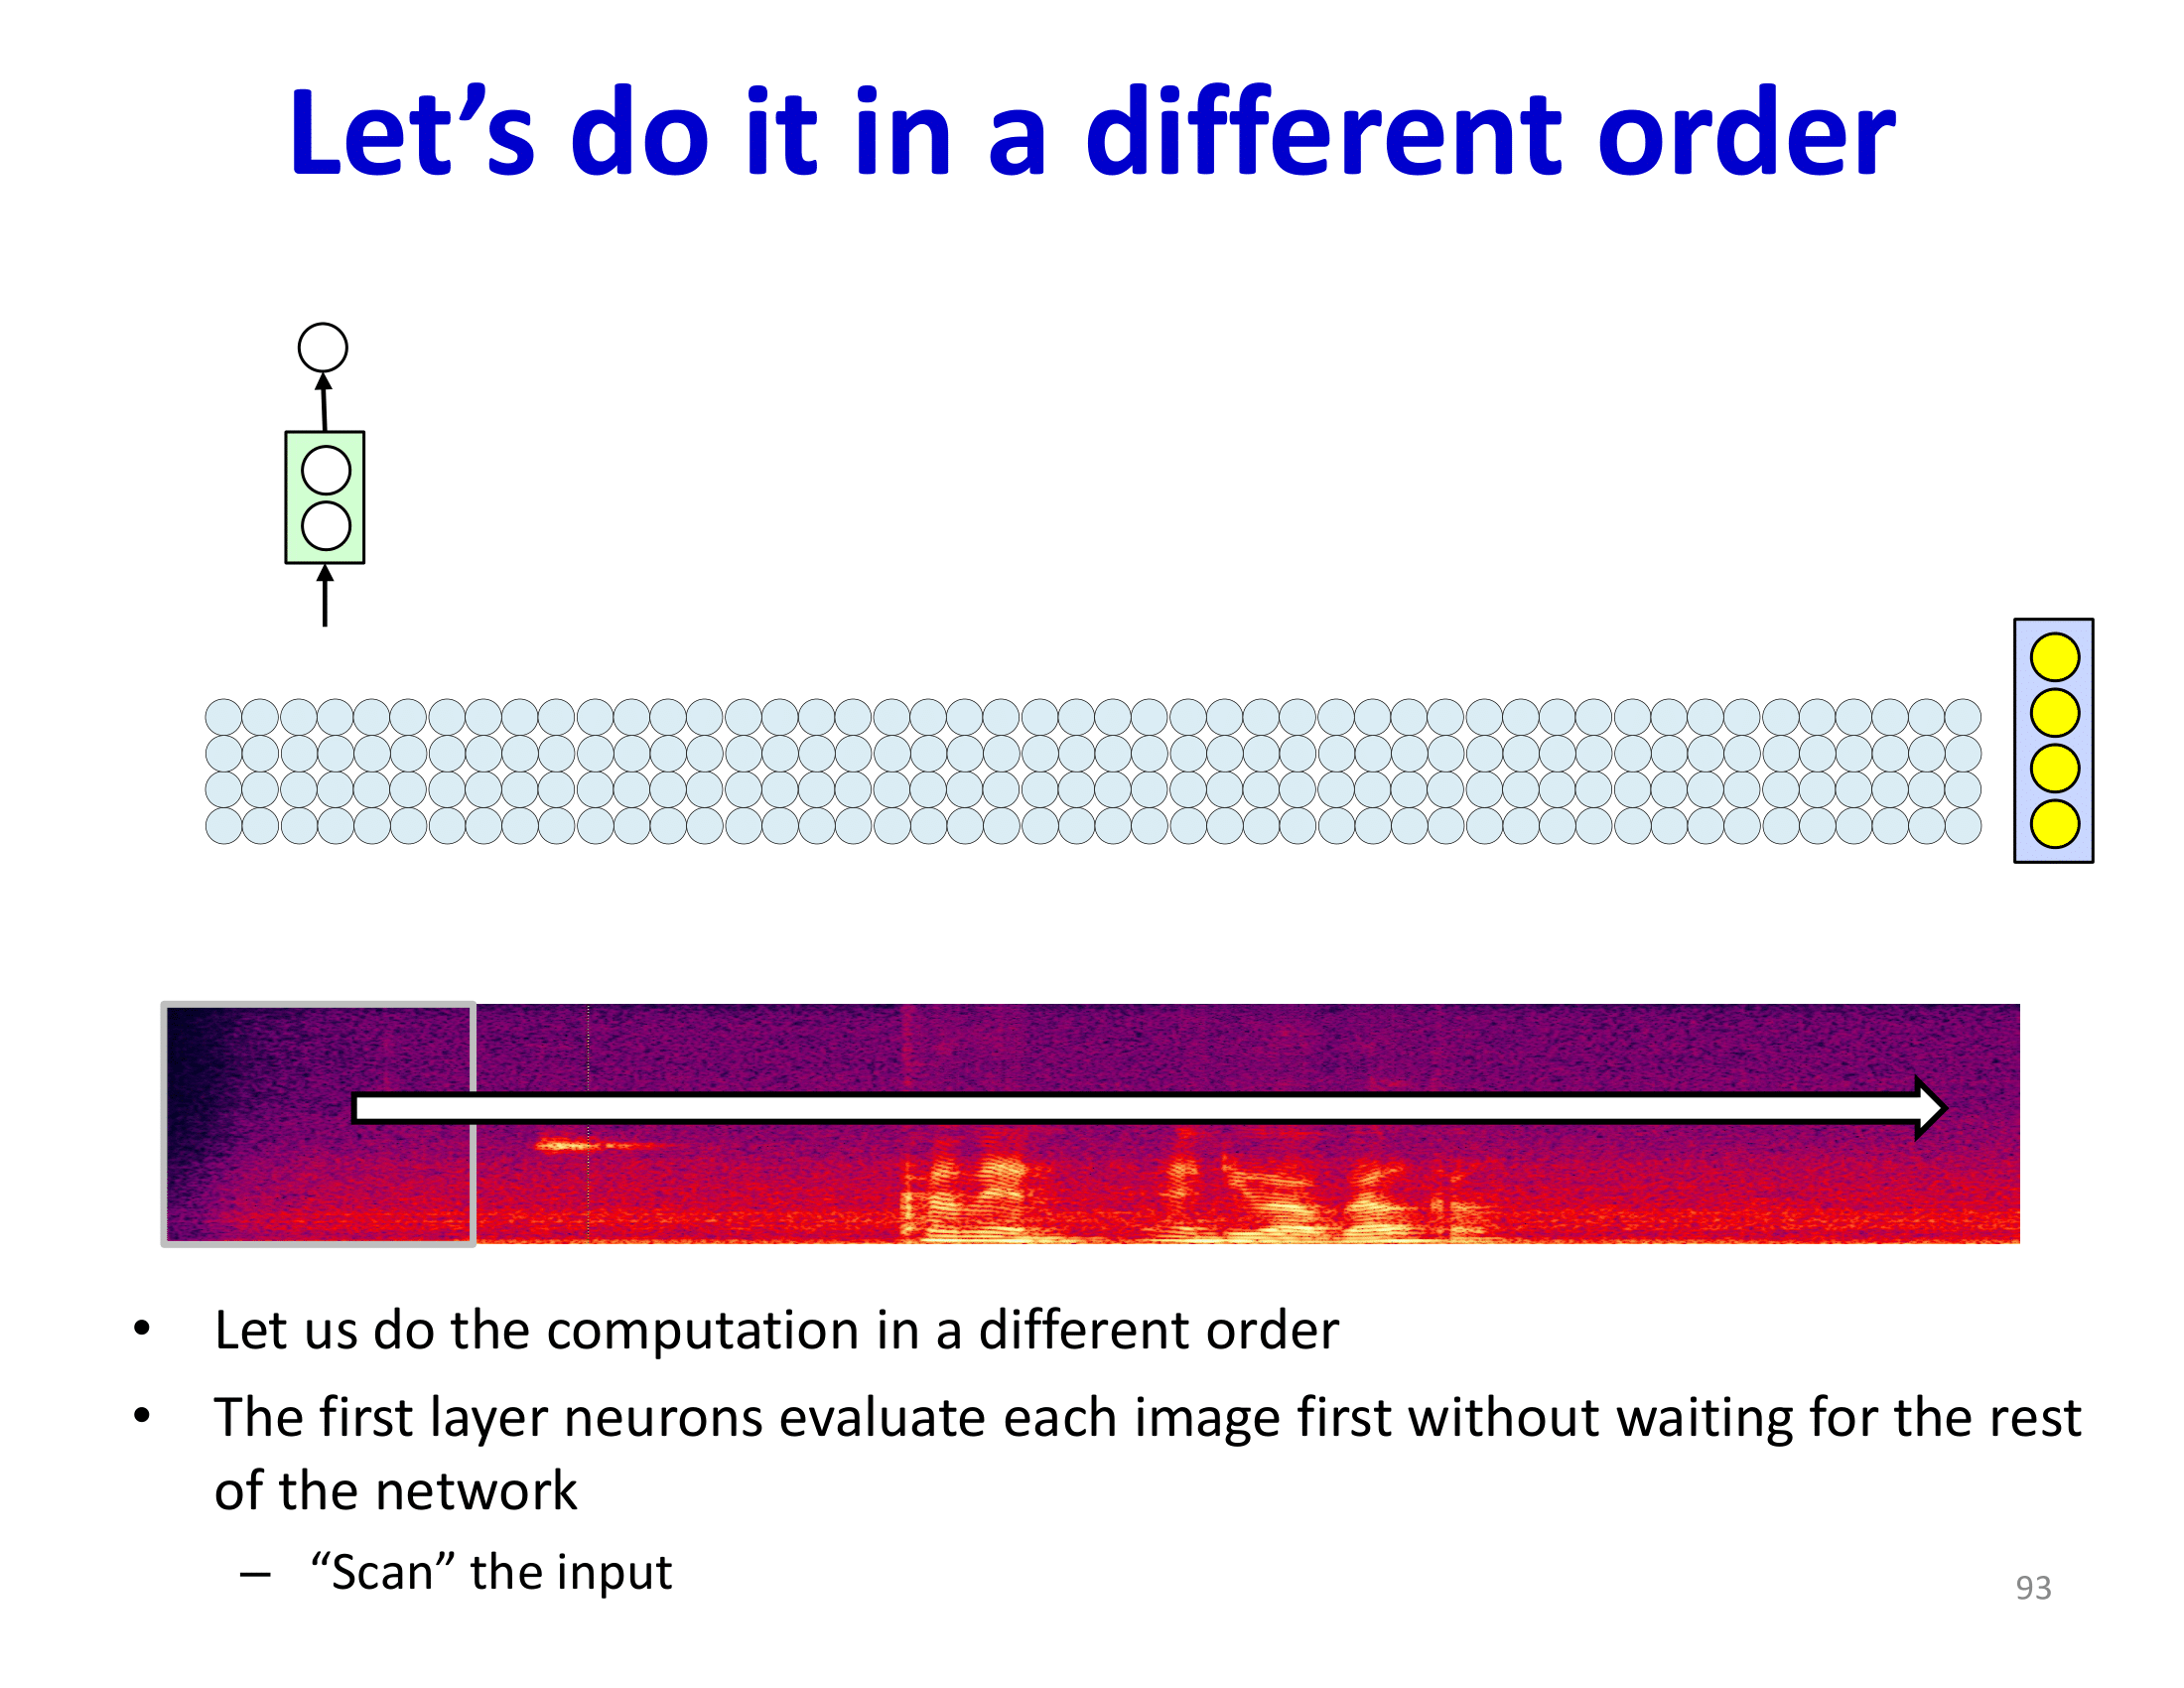 Let’s do it in a different order
• Let us do the computation in a different order
• The first layer neurons evaluate each image first without waiting for the rest
of the network
– “Scan” the input
93